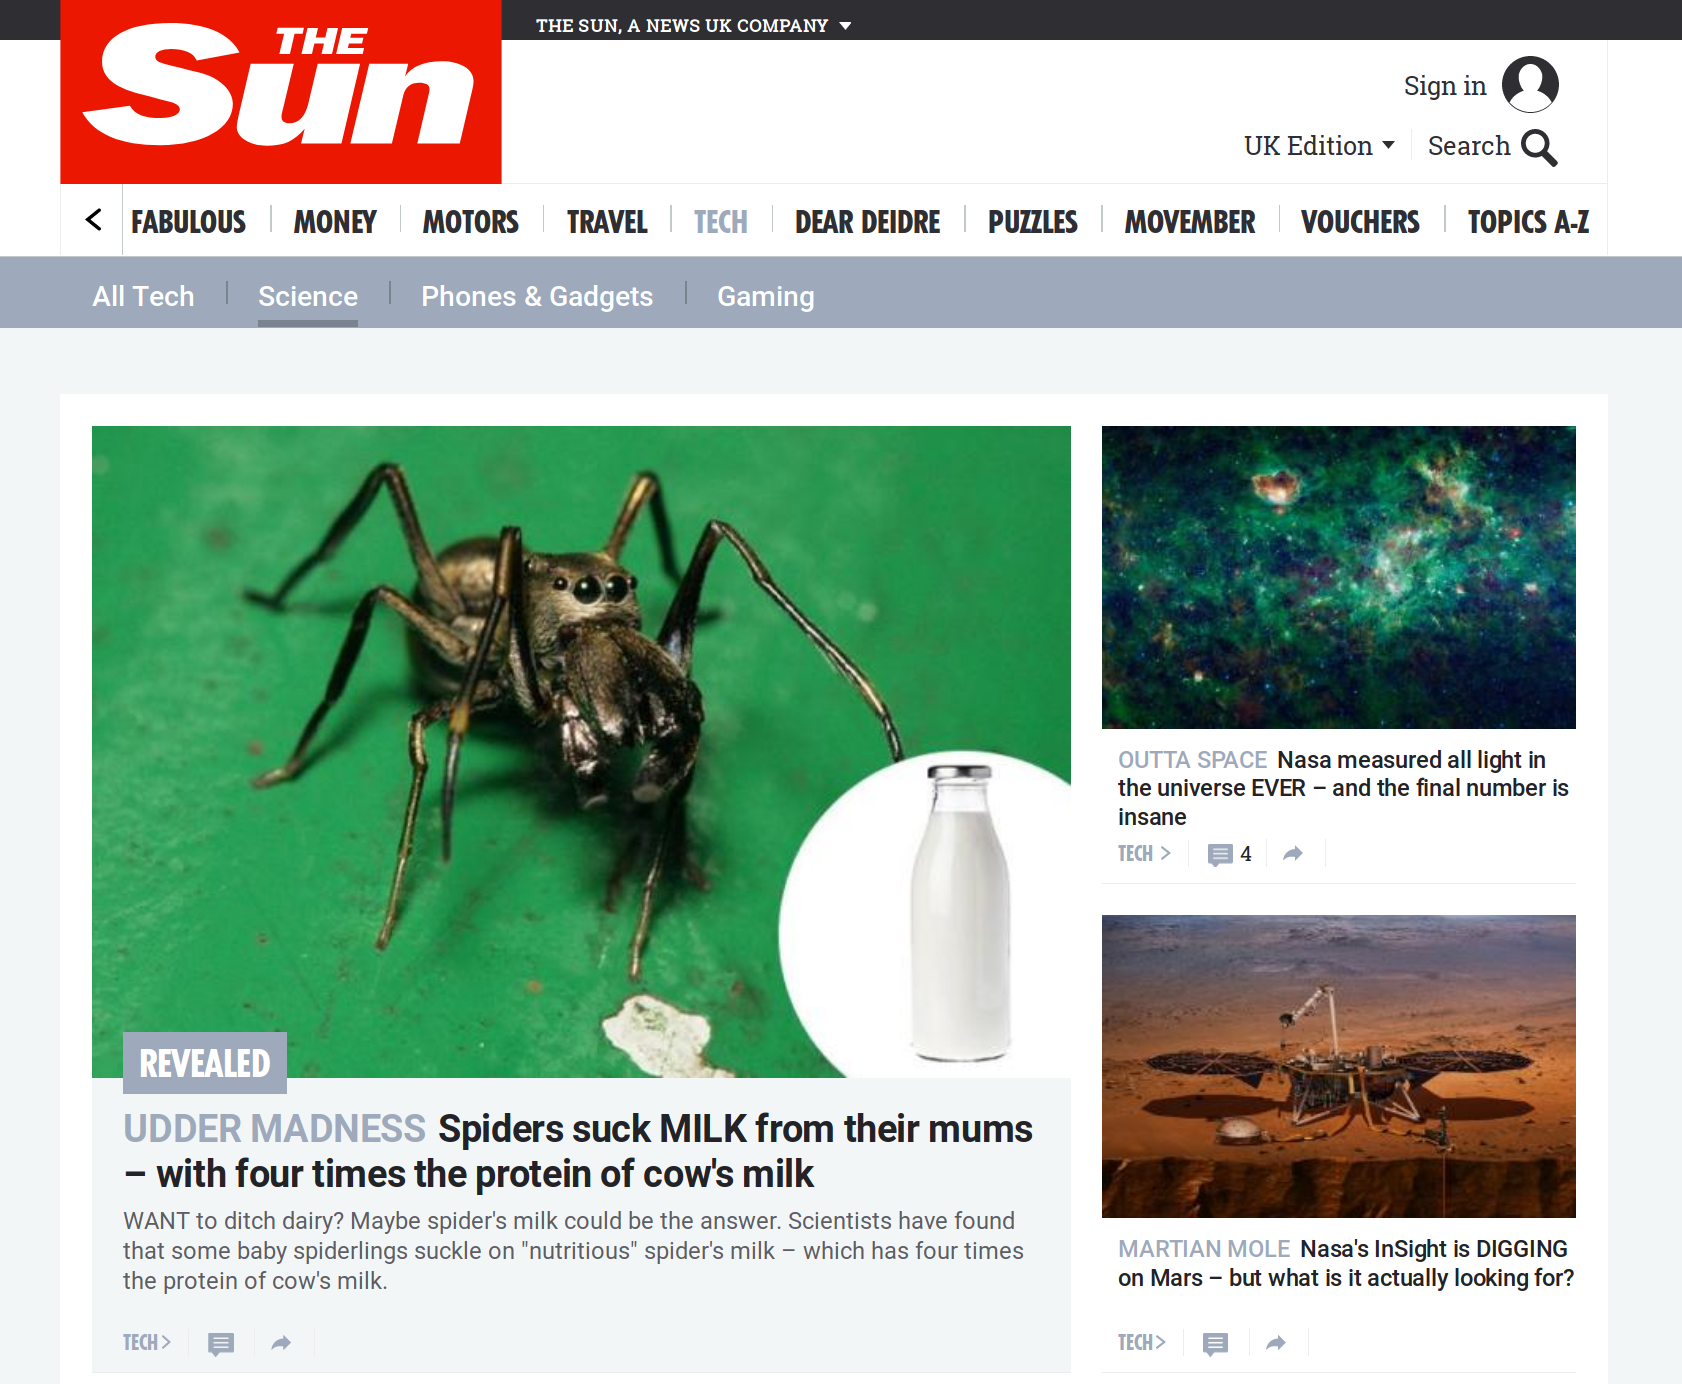 THE SUN, A NEWS UK COMPANY
THE
Sun
Sign in
UK Edition
Search
FABULOUS
MONEY
MOTORS
TRAVEL
TECH
DEAR DEIDRE
PUZZLES
MOVEMBER
VOUCHERS
TOPICS A-Z
All Tech
Science
Phones & Gadgets
Gaming
REVEALED
UDDER MADNESS Spiders suck MILK from their mums
– with four times the protein of cow's milk
WANT to ditch dairy? Maybe spider's milk could be the answer. Scientists have found
that some baby spiderlings suckle on "nutritious" spider's milk – which has four times
the protein of cow's milk.
TECH
OUTTA SPACE Nasa measured all light in
the universe EVER – and the final number is
insane
TECH
4
MARTIAN MOLE Nasa's InSight is DIGGING
on Mars – but what is it actually looking for?
TECH